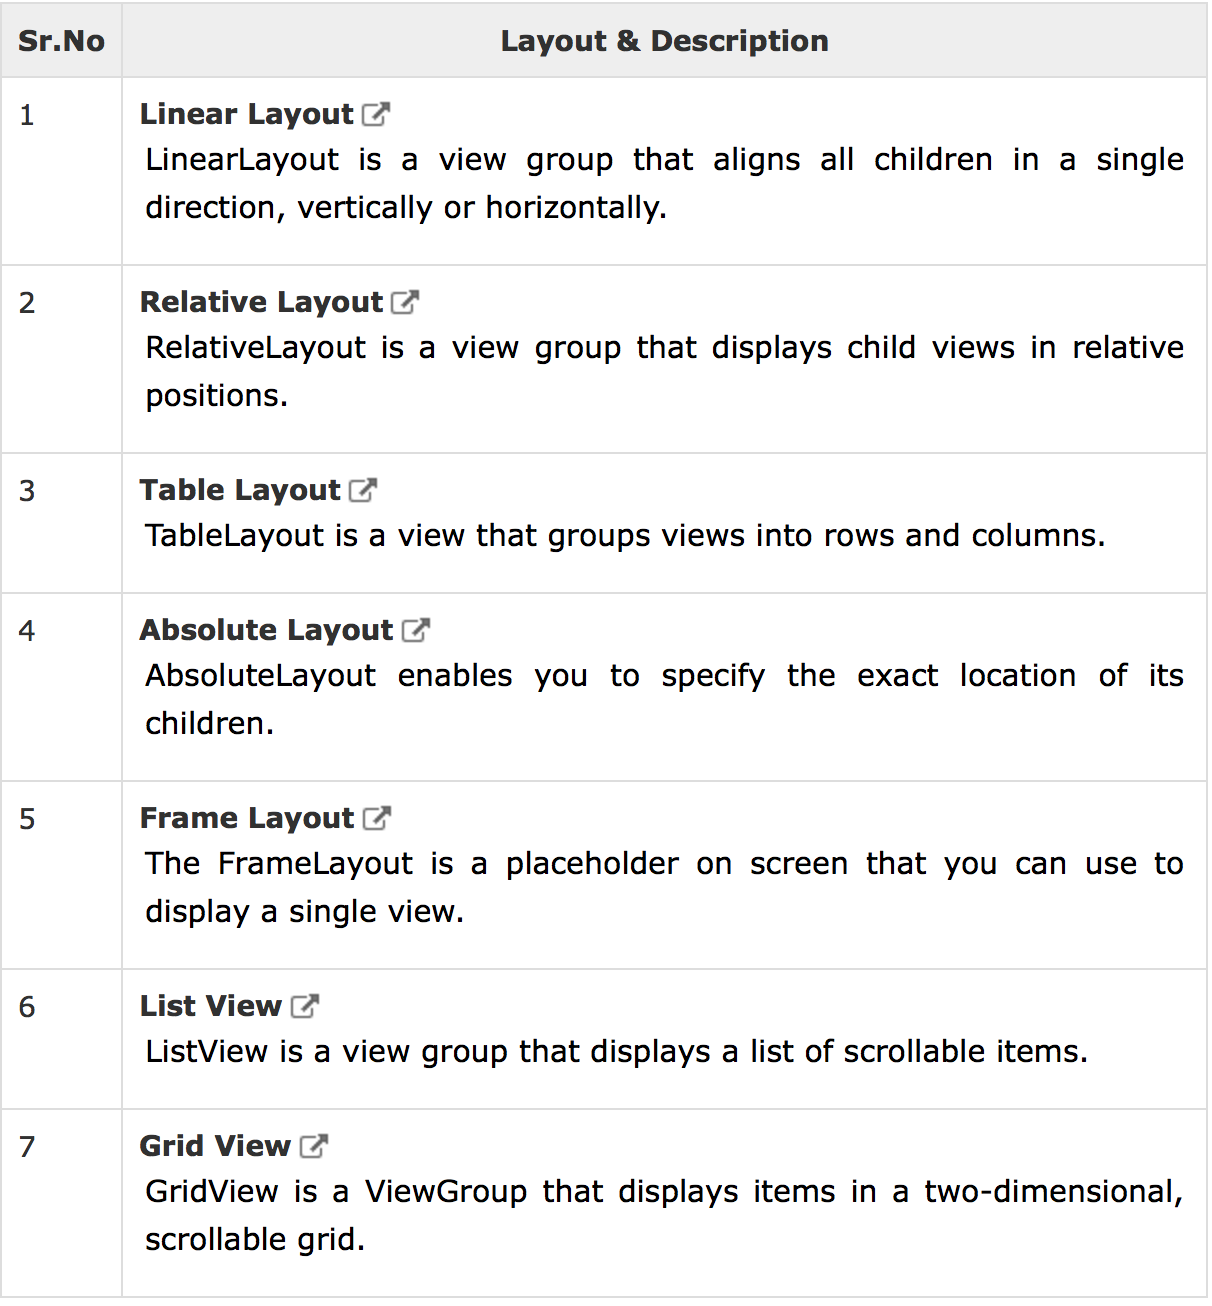 Sr.No Layout & Description
1 Linear Layout
LinearLayout is a view group that aligns all children in a single
direction, vertically or horizontally.
2 Relative Layout
RelativeLayout is a view group that displays child views in relative
positions.
3 Table Layout
TableLayout is a view that groups views into rows and columns.
4 Absolute Layout
AbsoluteLayout enables you to specify the exact location of its
children.
5 Frame Layout
The FrameLayout is a placeholder on screen that you can use to
display a single view.
6 List View
ListView is a view group that displays a list of scrollable items.
7 Grid View
GridView is a ViewGroup that displays items in a two-dimensional,
scrollable grid.